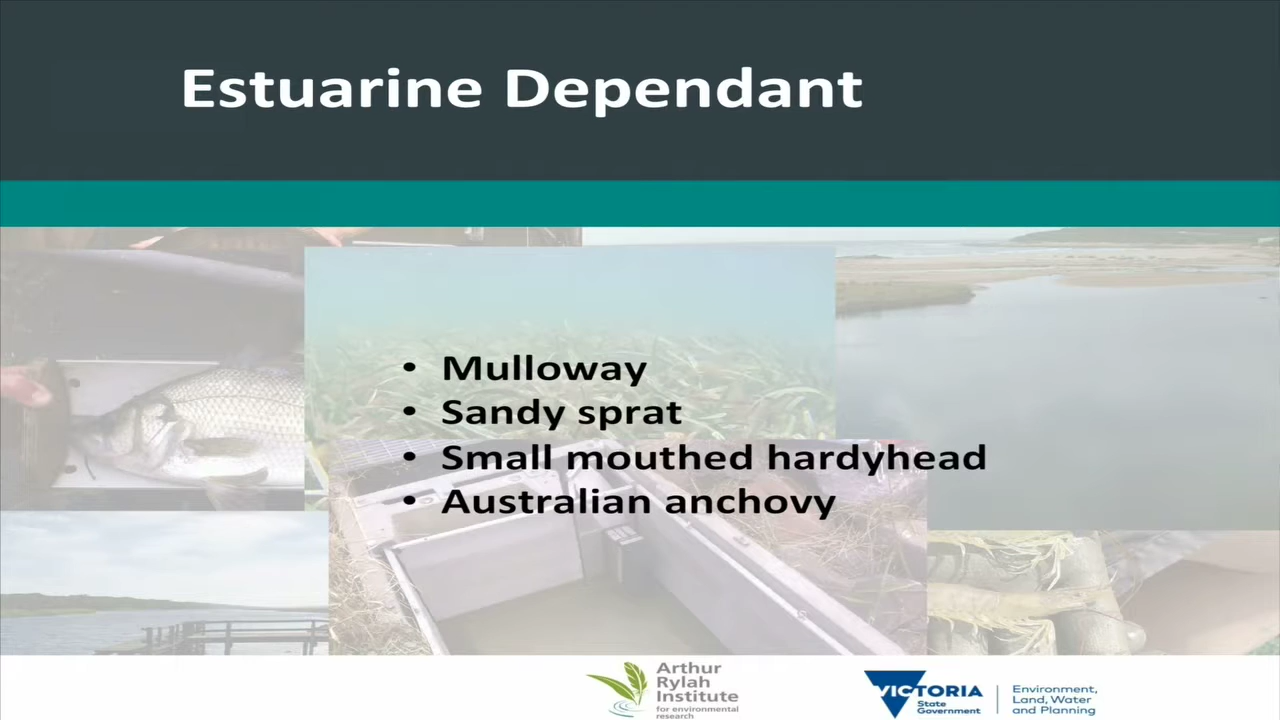 Estuarine Dependant
• Mulloway
• Sandy sprat
• Small mouthed hardyhead
• Australian anchovy
Arthur
Rylah
Institute
for environmental
research
VICTORIA
State
Government
Environment,
Land, Water
and Planning